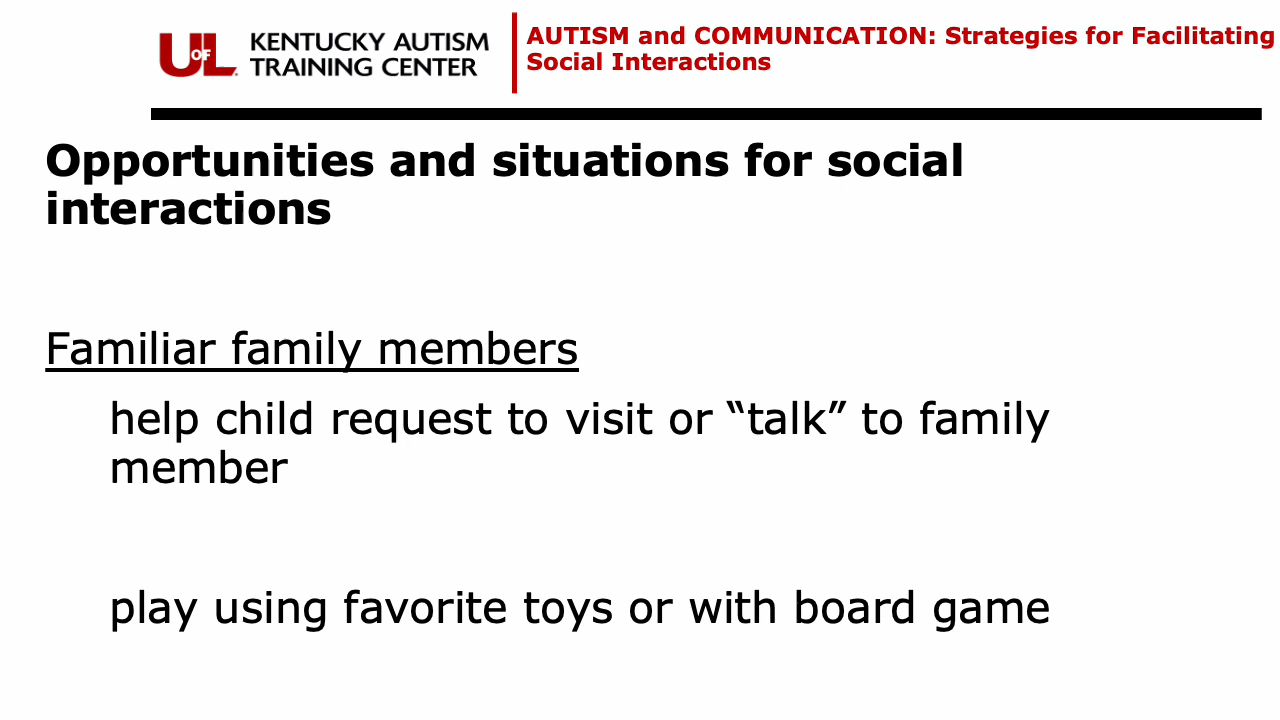 UOFL KENTUCKY AUTISM
TRAINING CENTER
AUTISM and COMMUNICATION: Strategies for Facilitating
Social Interactions
Opportunities and situations for social
interactions
Familiar family members
help child request to visit or “talk” to family
member
play using favorite toys or with board game